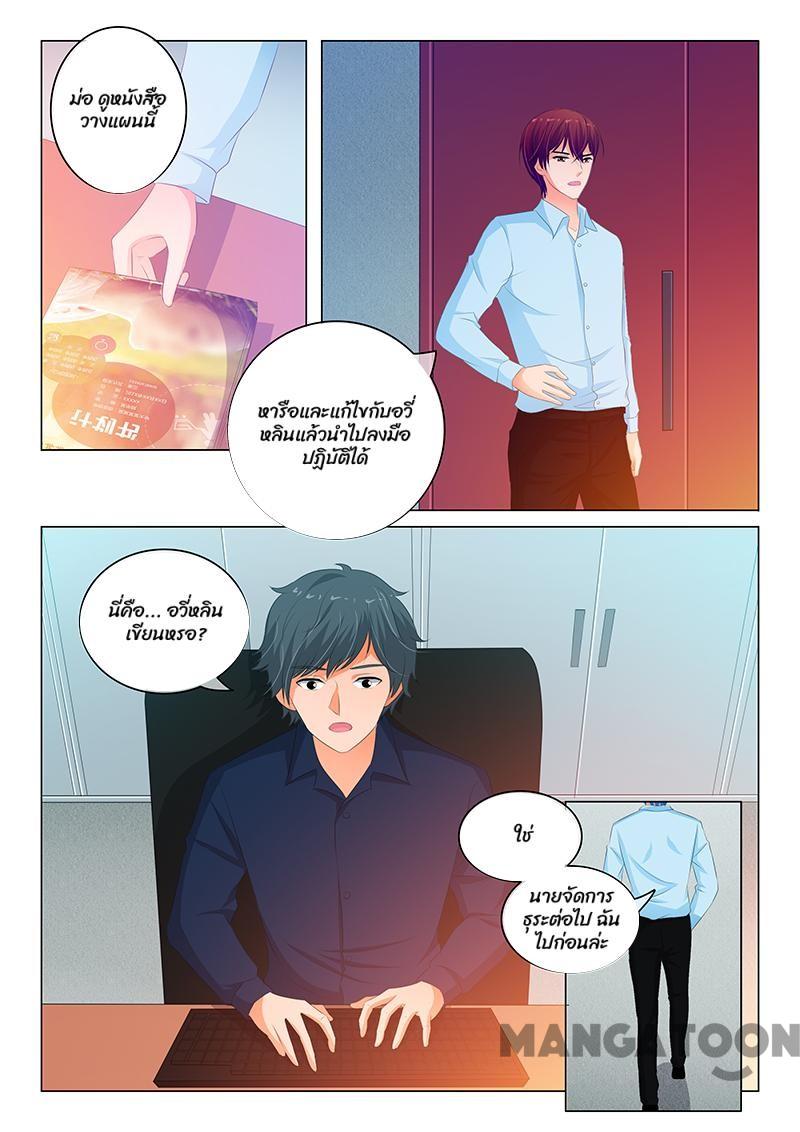 ม่อ ดูหนังสือ
วางแผนนี้
หารือและแก้ไขกับอวี่
หลินแล้วนำไปลงมือ
ปฏิบัติได้
นี่คือ... อวี่หลิน
เขียนหรอ?
ใช่
นายจัดการ
ธุระต่อไป ฉัน
ไปก่อนล่ะ
MANGATOON